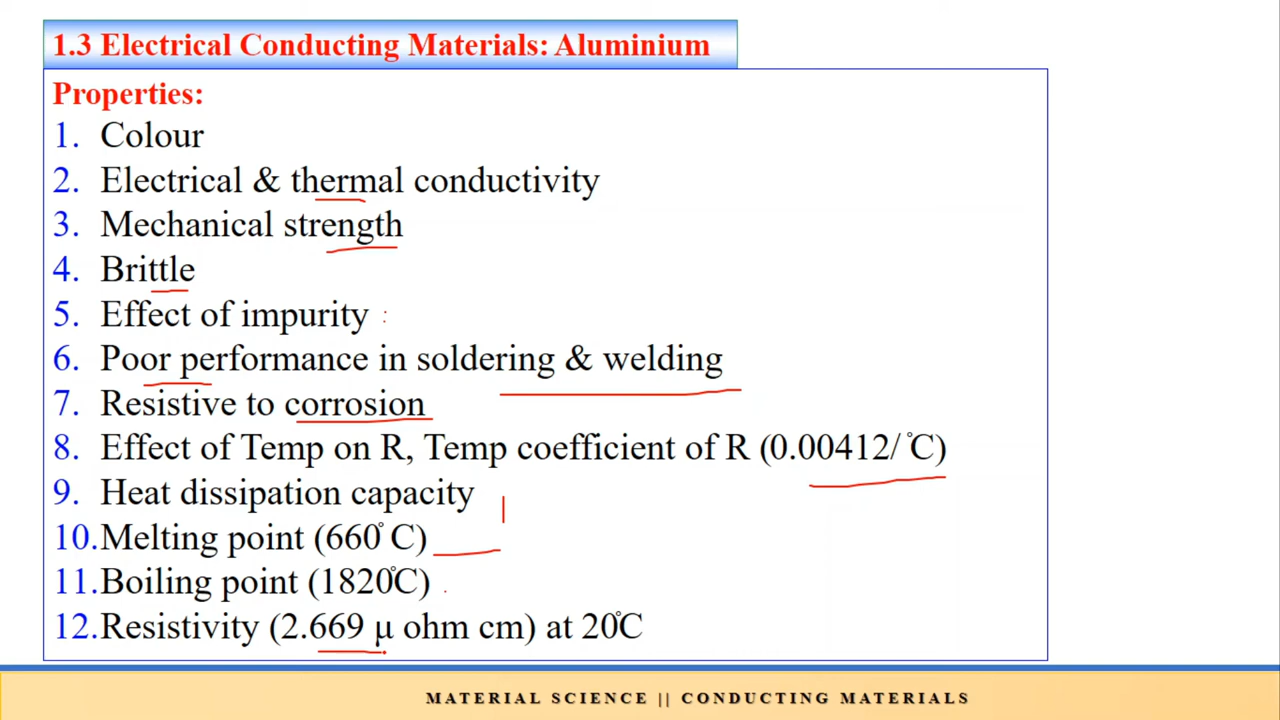 1.3 Electrical Conducting Materials: Aluminium
Properties:
1. Colour
2. Electrical & thermal conductivity
3. Mechanical strength
4. Brittle
5. Effect of impurity :
6. Poor performance in soldering & welding
7. Resistive to corrosion
8. Effect of Temp on R, Temp coefficient of R (0.00412/ °C)
9. Heat dissipation capacity
10. Melting point (660° C)
11. Boiling point (1820°C)
12. Resistivity (2.669 μ ohm cm) at 20°C
MATERIAL SCIENCE || CONDUCTING MATERIALS